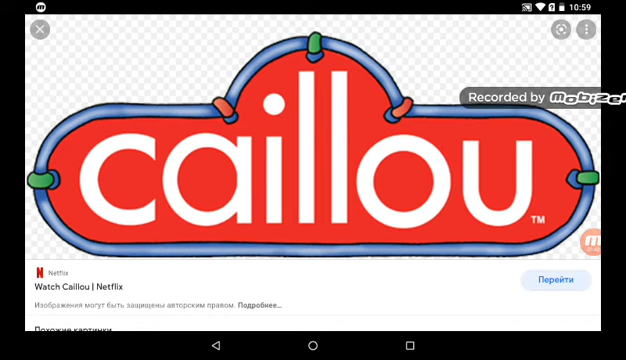 10:59
Recorded by
caillou
TM
Netflix
Watch Caillou | Netflix
Перейти
Изображения могут быть защищены авторским правом. Подробнее...
Похожие картинки